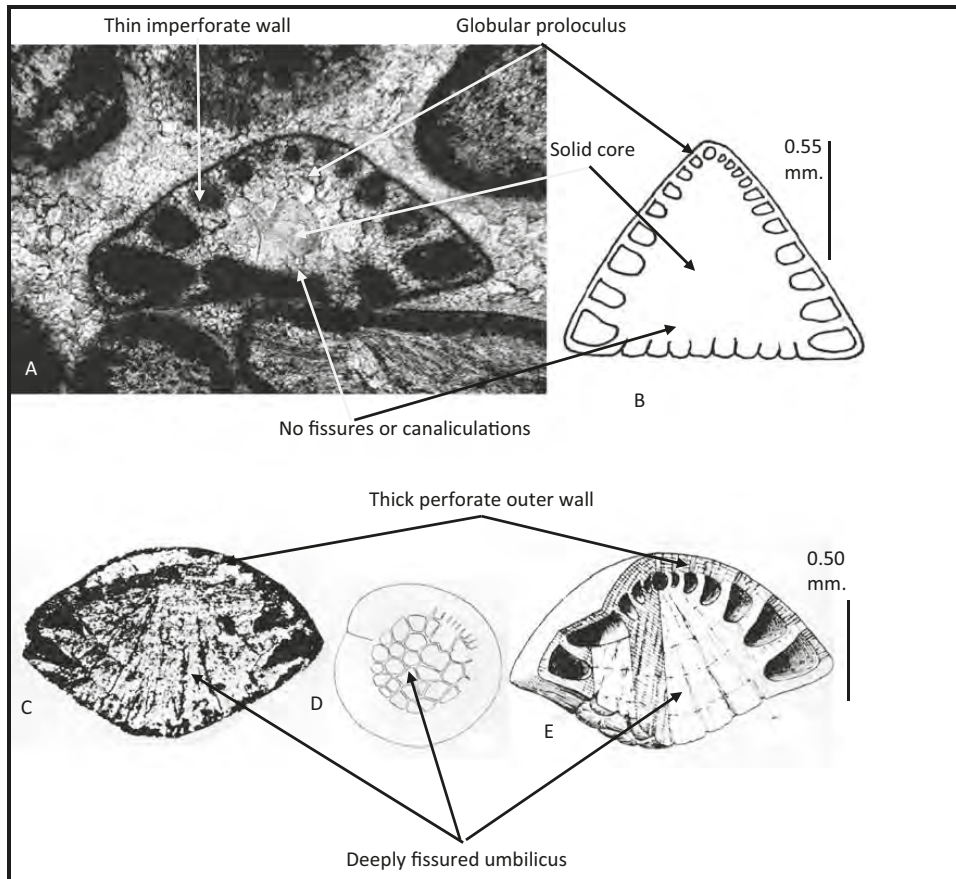 Thin imperforate wall
Globular proloculus
Solid core
0.55
mm.
A
B
No fissures or canaliculations
Thick perforate outer wall
0.50
mm.
C
D
E
Deeply fissured umbilicus